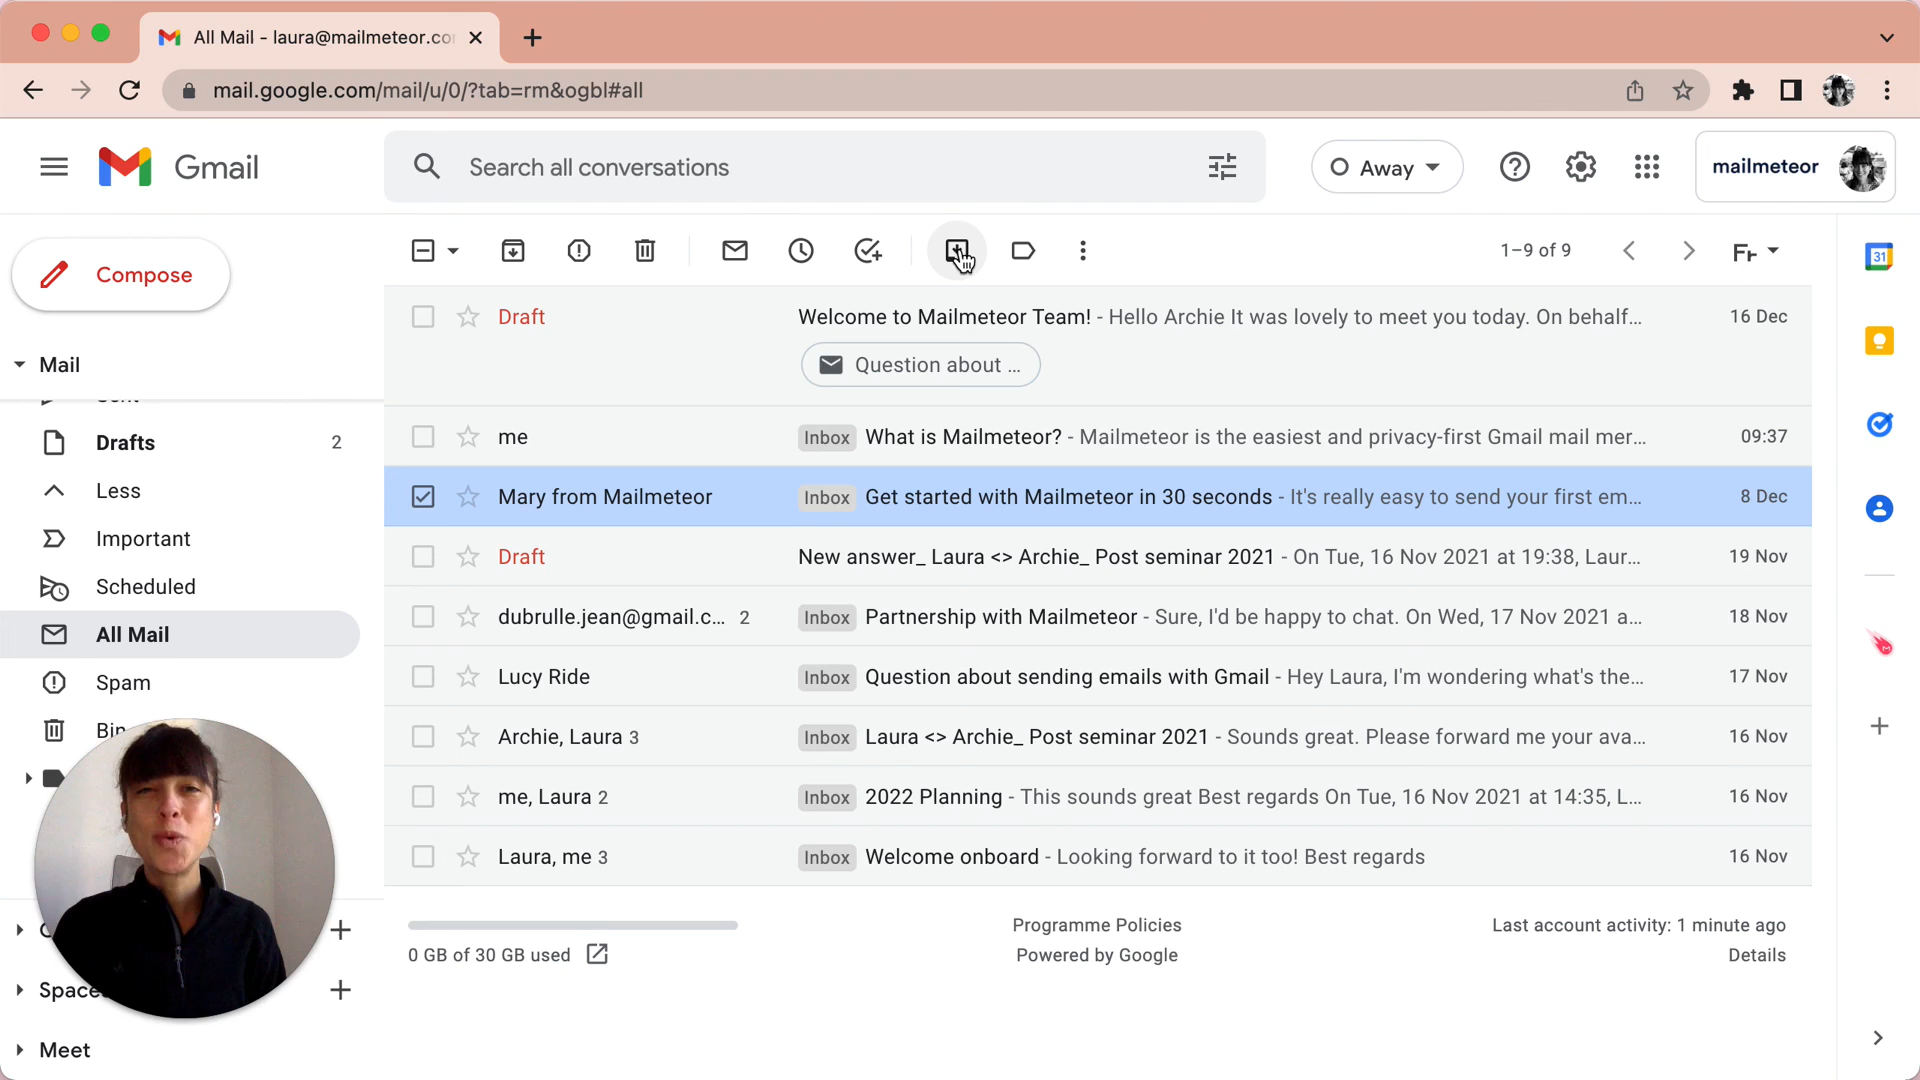 All Mail - laura@mailmeteor.co
mail.google.com/mail/u/0/?tab=rm&ogbl#all
Gmail
Search all conversations
Away
mailmeteor
Compose
1–9 of 9
31
Mail
Drafts 2
Less
Important
Scheduled
All Mail
Spam
Bin
Spaces
Meet
Draft Welcome to Mailmeteor Team! - Hello Archie It was lovely to meet you today. On behalf... 16 Dec
Question about ...
me Inbox What is Mailmeteor? - Mailmeteor is the easiest and privacy-first Gmail mail mer... 09:37
Mary from Mailmeteor Inbox Get started with Mailmeteor in 30 seconds - It's really easy to send your first em... 8 Dec
Draft New answer_ Laura <> Archie_ Post seminar 2021 - On Tue, 16 Nov 2021 at 19:38, Laur... 19 Nov
dubrulle.jean@gmail.c... 2 Inbox Partnership with Mailmeteor - Sure, I'd be happy to chat. On Wed, 17 Nov 2021 a... 18 Nov
Lucy Ride Inbox Question about sending emails with Gmail - Hey Laura, I'm wondering what's the... 17 Nov
Archie, Laura 3 Inbox Laura <> Archie_ Post seminar 2021 - Sounds great. Please forward me your ava... 16 Nov
me, Laura 2 Inbox 2022 Planning - This sounds great Best regards On Tue, 16 Nov 2021 at 14:35, L... 16 Nov
Laura, me 3 Inbox Welcome onboard - Looking forward to it too! Best regards 16 Nov
0 GB of 30 GB used
Programme Policies
Powered by Google
Last account activity: 1 minute ago
Details